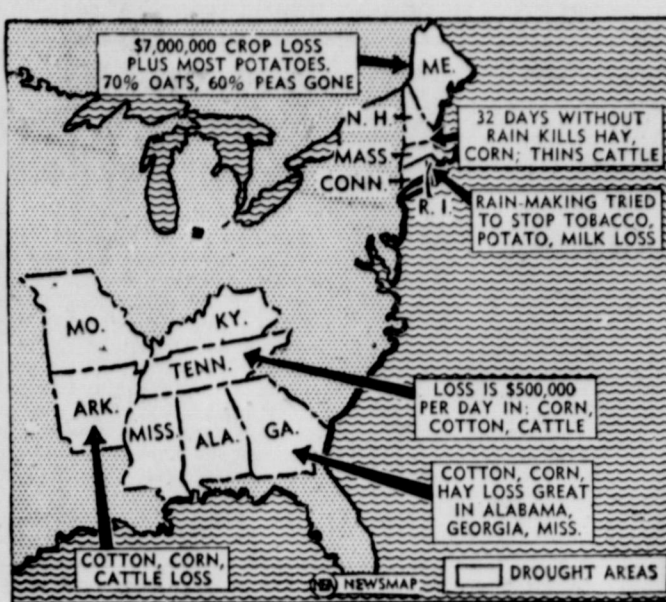 $7,000,000 CROP LOSS
PLUS MOST POTATOES.
70% OATS, 60% PEAS GONE
ME.
N. H.
MASS
CONN.
R. I.
32 DAYS WITHOUT
RAIN KILLS HAY,
CORN; THINS CATTLE
RAIN-MAKING TRIED
TO STOP TOBACCO,
POTATO, MILK LOSS
MO.
KY.
TENN.
ARK.
MISS.
ALA.
GA.
LOSS IS $500,000
PER DAY IN: CORN,
COTTON, CATTLE
COTTON, CORN,
HAY LOSS GREAT
IN ALABAMA,
GEORGIA, MISS.
COTTON, CORN,
CATTLE LOSS
NEA NEWSMAP
DROUGHT AREAS